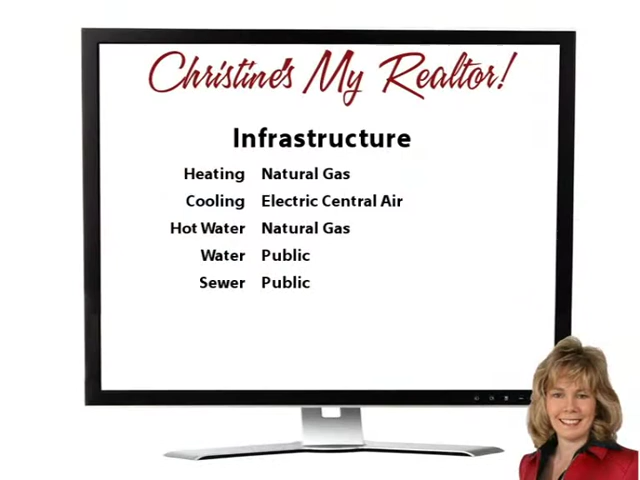 Christine's My Realtor!
Infrastructure
Heating Natural Gas
Cooling Electric Central Air
Hot Water Natural Gas
Water Public
Sewer Public